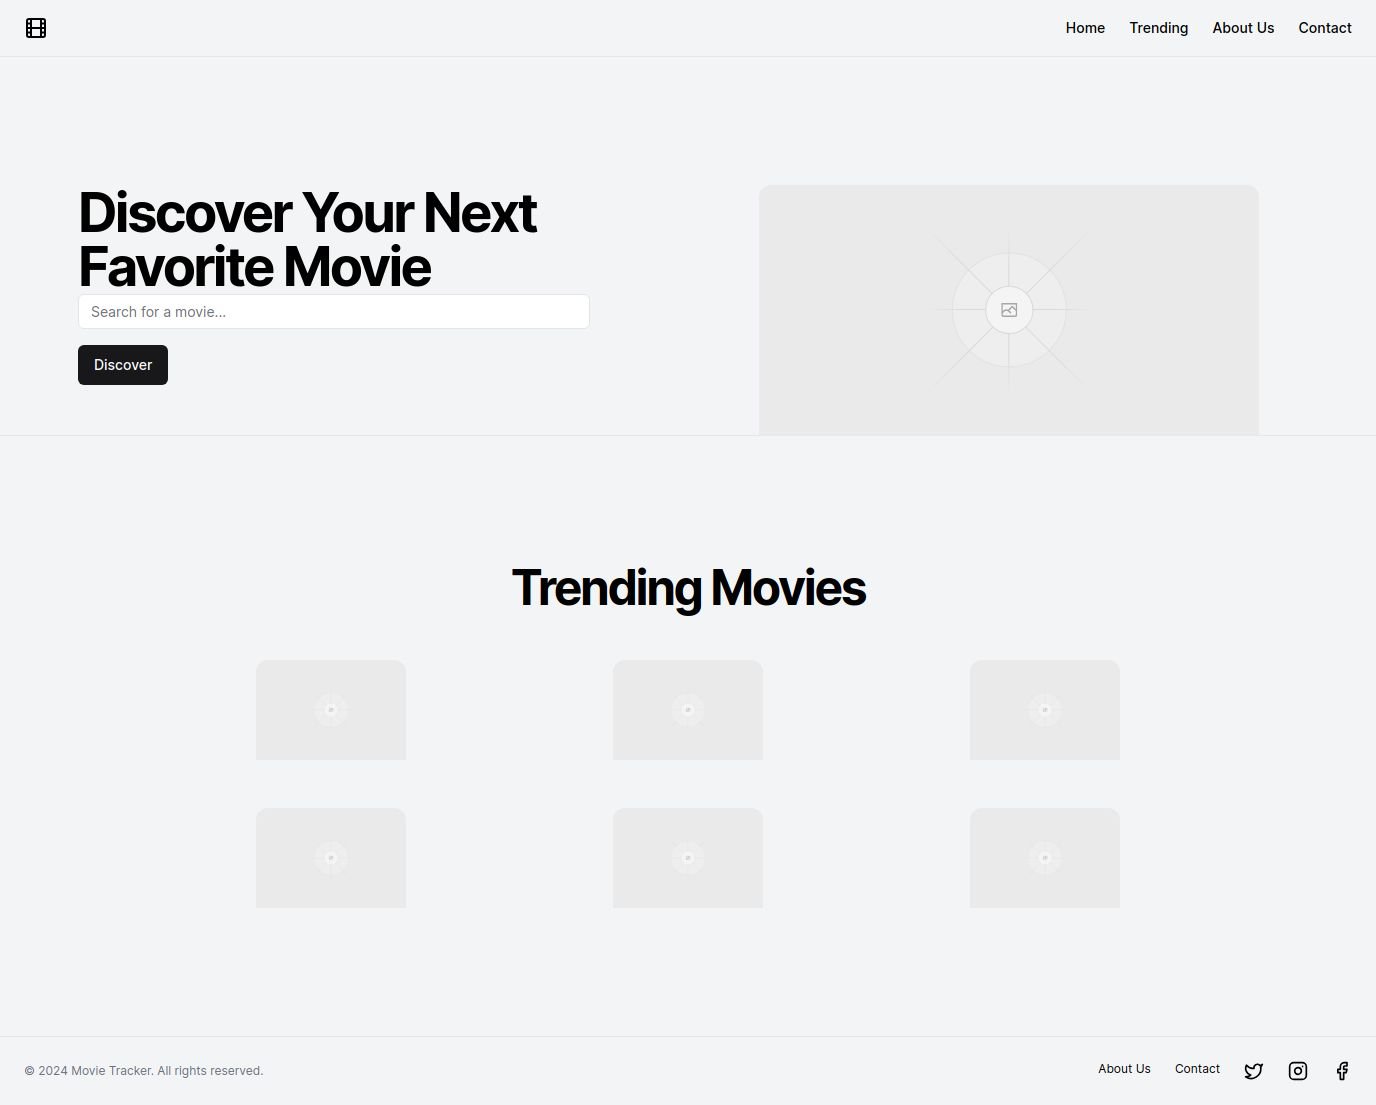 Home Trending About Us Contact
Discover Your Next
Favorite Movie
Search for a movie...
Discover
Trending Movies
© 2024 Movie Tracker. All rights reserved.
About Us Contact